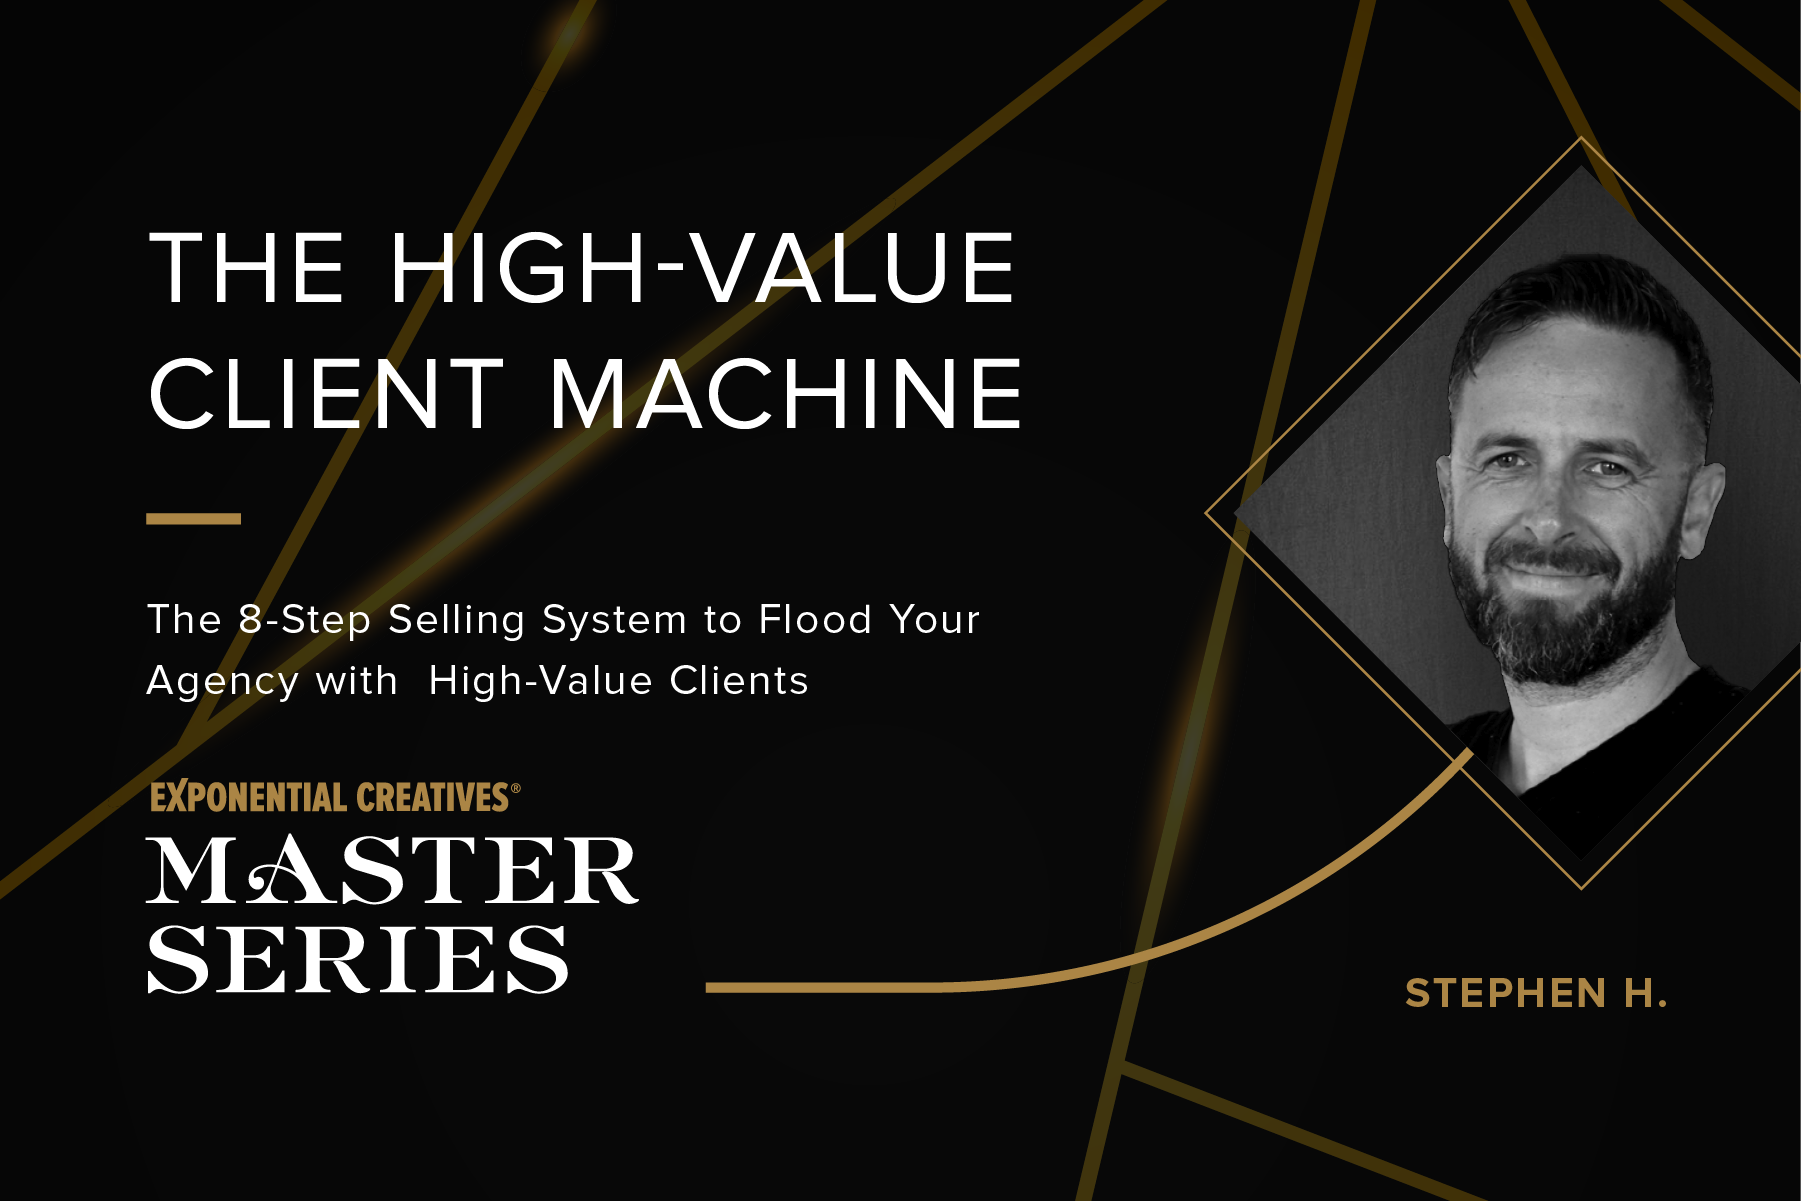 THE HIGH-VALUE
CLIENT MACHINE
The 8-Step Selling System to Flood Your
Agency with  High-Value Clients
EXPONENTIAL CREATIVES®
MASTER
SERIES
STEPHEN H.